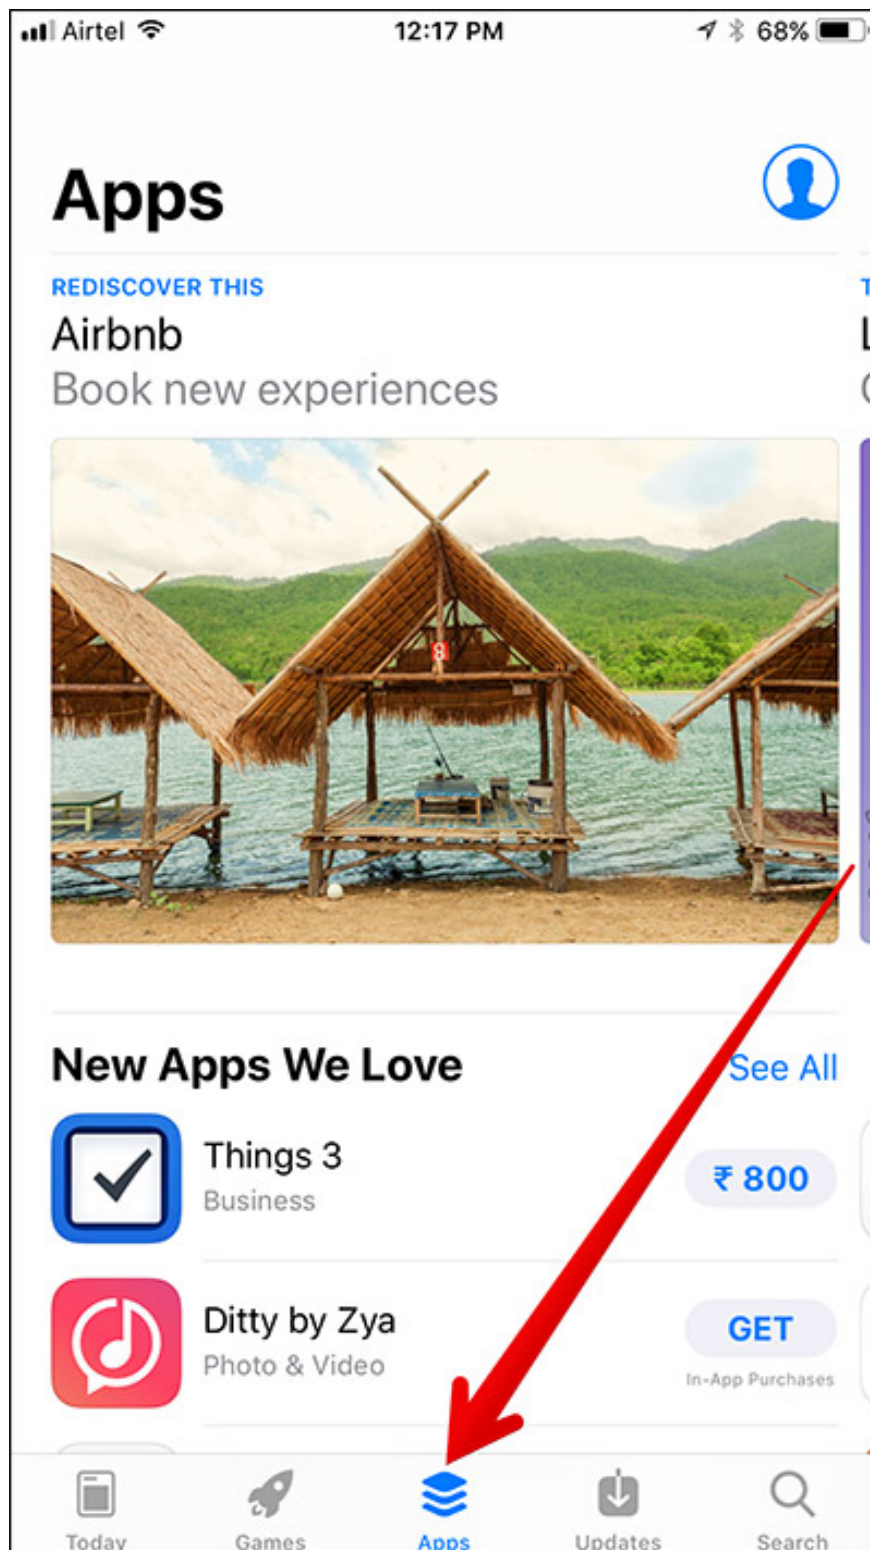 Airtel 12:17 PM 68%
Apps
REDISCOVER THIS
Airbnb
Book new experiences
8
New Apps We Love See All
Things 3
Business
₹ 800
Ditty by Zya
Photo & Video
GET
In-App Purchases
Today Games Apps Updates Search